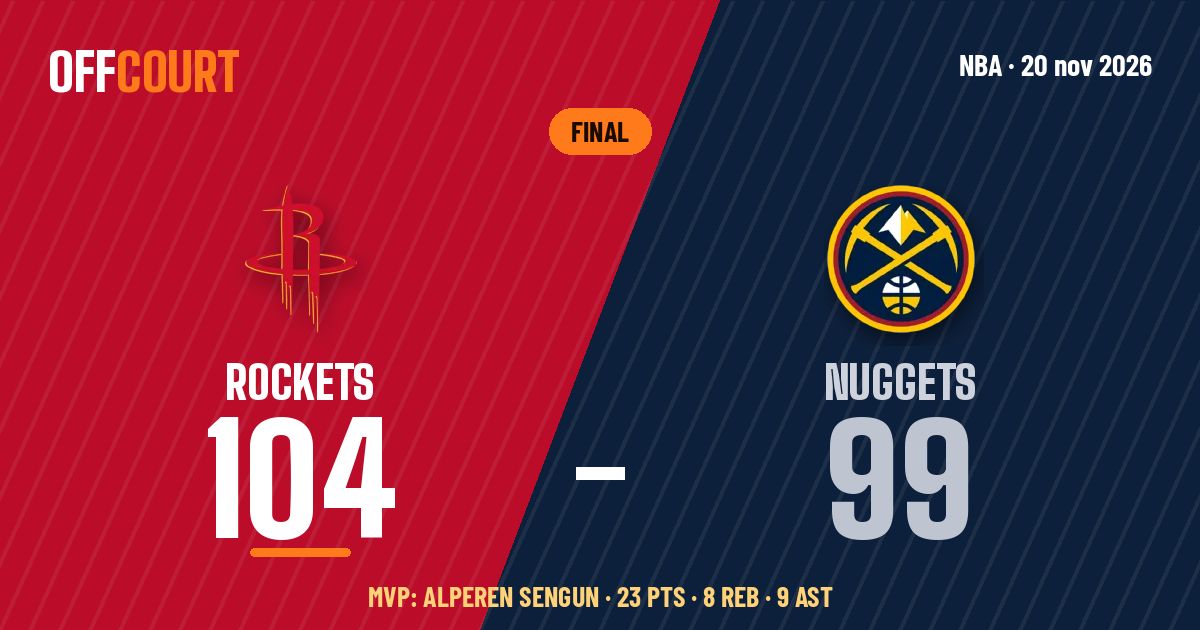 OFFCOURT
NBA · 20 nov 2026
FINAL
ROCKETS
NUGGETS
104 – 99
MVP: ALPEREN SENGUN · 23 PTS · 8 REB · 9 AST